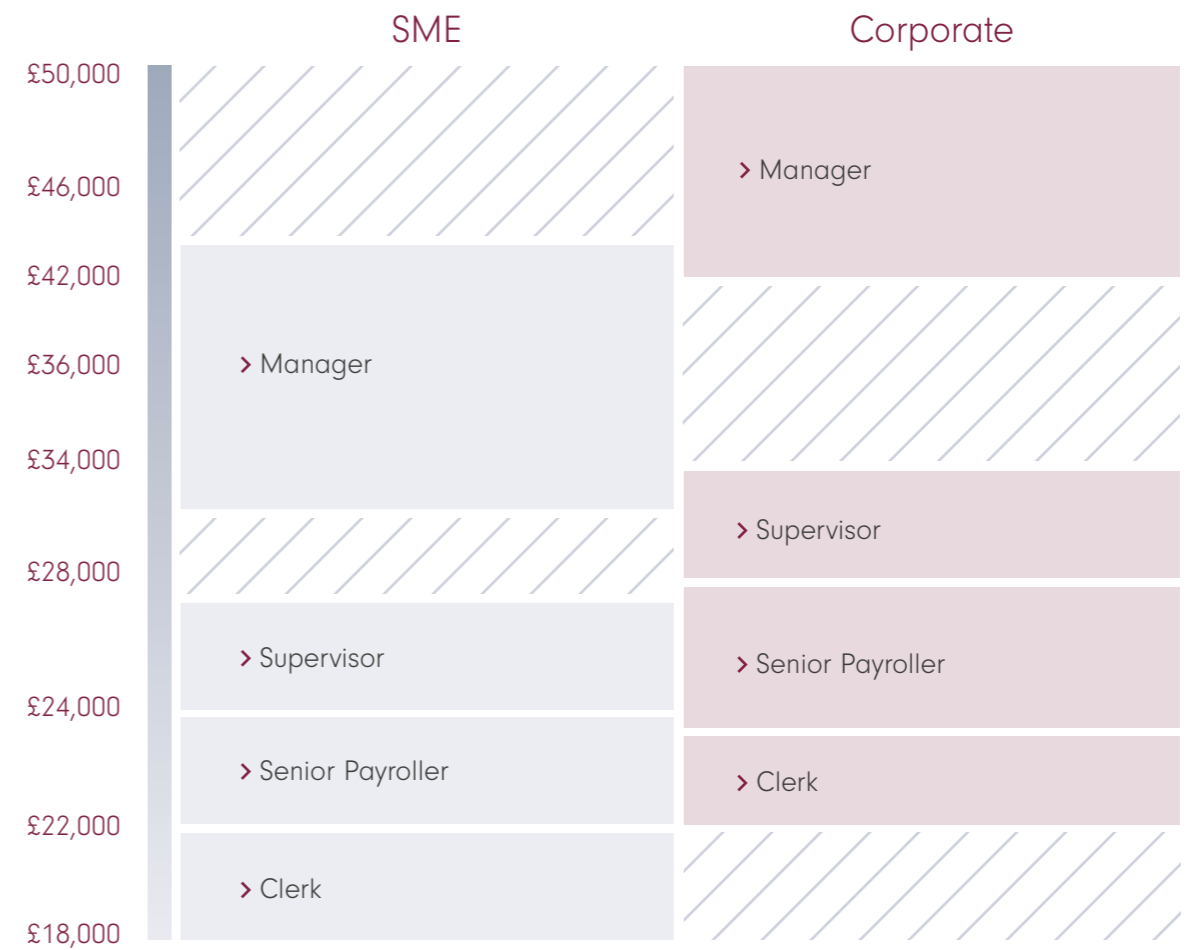 SME
Corporate
£50,000
> Manager
£46,000
£42,000
> Manager
£36,000
£34,000
> Supervisor
£28,000
> Supervisor
> Senior Payroller
£24,000
> Senior Payroller
> Clerk
£22,000
> Clerk
£18,000